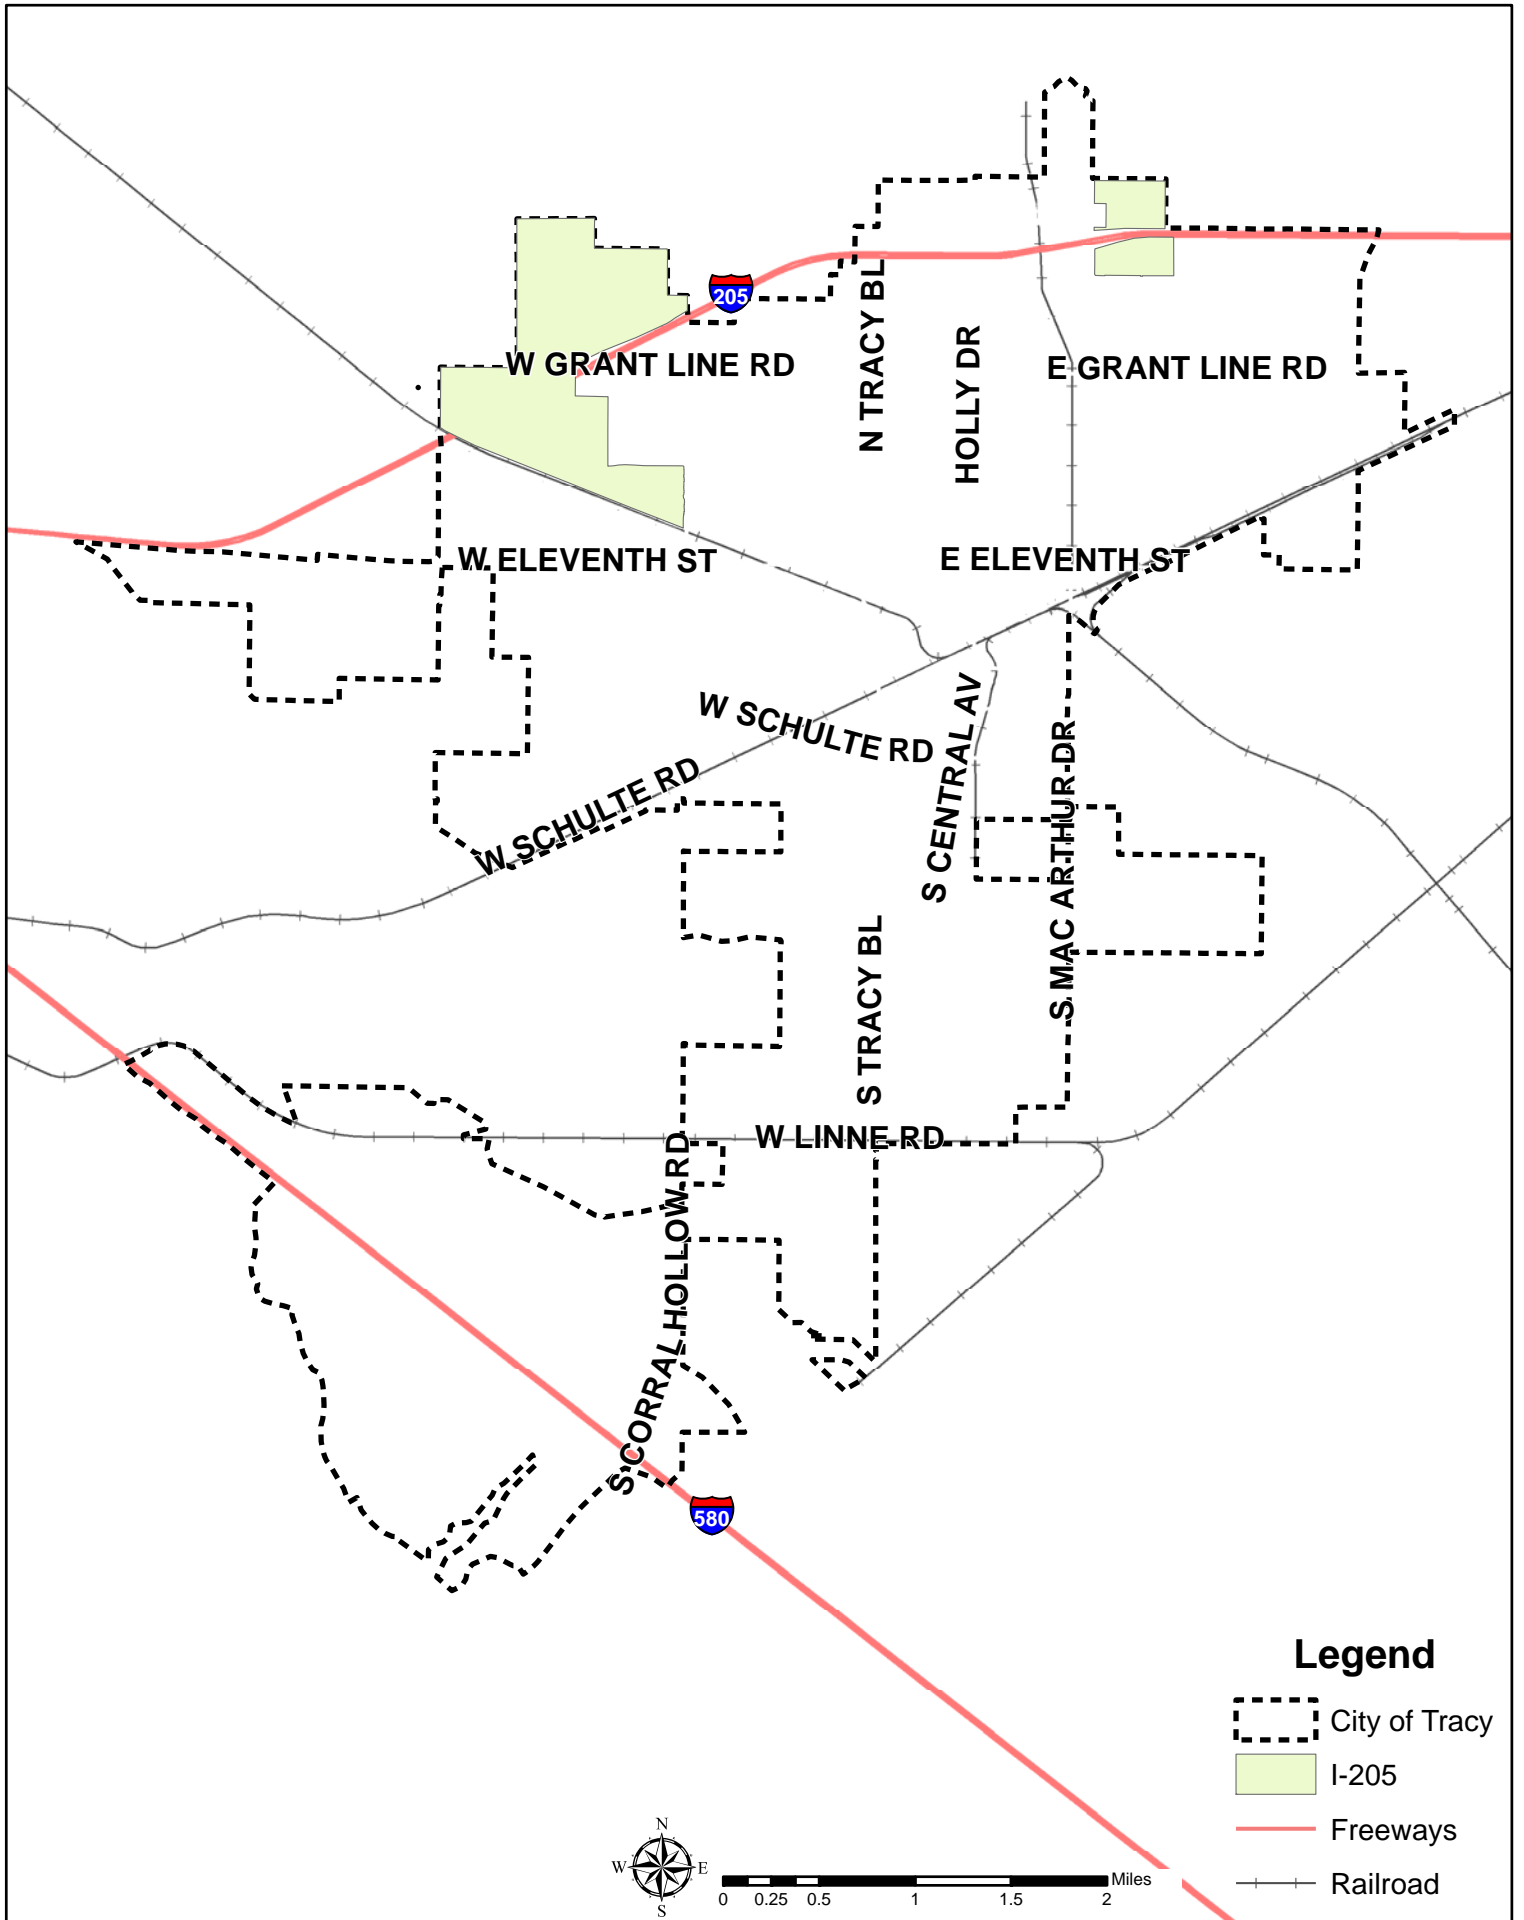 205
W GRANT LINE RD
N TRACY BL
HOLLY DR
E GRANT LINE RD
W ELEVENTH ST
E ELEVENTH ST
W SCHULTE RD
W SCHULTE RD
S CENTRAL AV
S MAC ARTHUR DR
S TRACY BL
W LINNE RD
S CORRAL HOLLOW RD
580
Legend
City of Tracy
I-205
Freeways
Railroad
N
W E
S
Miles
0 0.25 0.5 1 1.5 2